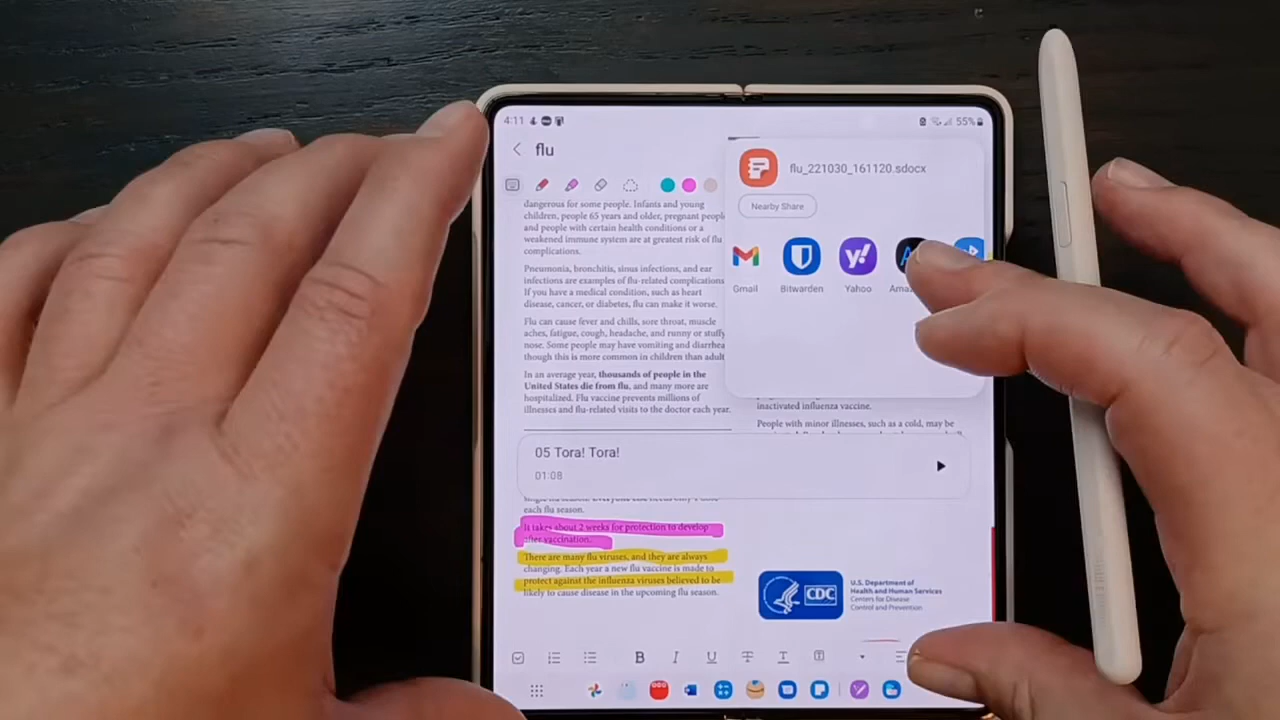 4:11
55%
flu
flu_221030_161120.sdocx
Nearby Share
Gmail
Bitwarden
Yahoo
dangerous for some people. Infants and young
children, people 65 years and older, pregnant people
and people with certain health conditions or a
weakened immune system are at greatest risk of flu
complications.
Pneumonia, bronchitis, sinus infections, and ear
infections are examples of flu-related complications
If you have a medical condition, such as heart
disease, cancer, or diabetes, flu can make it worse.
Flu can cause fever and chills, sore throat, muscle
aches, fatigue, cough, headache, and runny or stuffy
nose. Some people may have vomiting and diarrhea
though this is more common in children than adult
In an average year, thousands of people in the
United States die from flu, and many more are
hospitalized. Flu vaccine prevents millions of
illnesses and flu-related visits to the doctor each year.
inactivated influenza vaccine.
People with minor illnesses, such as a cold, may be
05 Tora! Tora!
01:08
each flu season.
It takes about 2 weeks for protection to develop
after vaccination.
There are many flu viruses, and they are always
changing. Each year a new flu vaccine is made to
protect against the influenza viruses believed to be
likely to cause disease in the upcoming flu season.
CDC
U.S. Department of
Health and Human Services
Centers for Disease
Control and Prevention
B I U T T